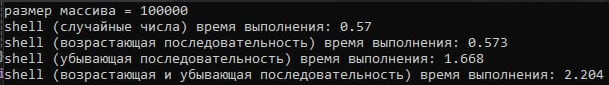 размер массива = 100000
shell (случайные числа) время выполнения: 0.57
shell (возрастающая последовательность) время выполнения: 0.573
shell (убывающая последовательность) время выполнения: 1.668
shell (возрастающая и убывающая последовательность) время выполнения: 2.204